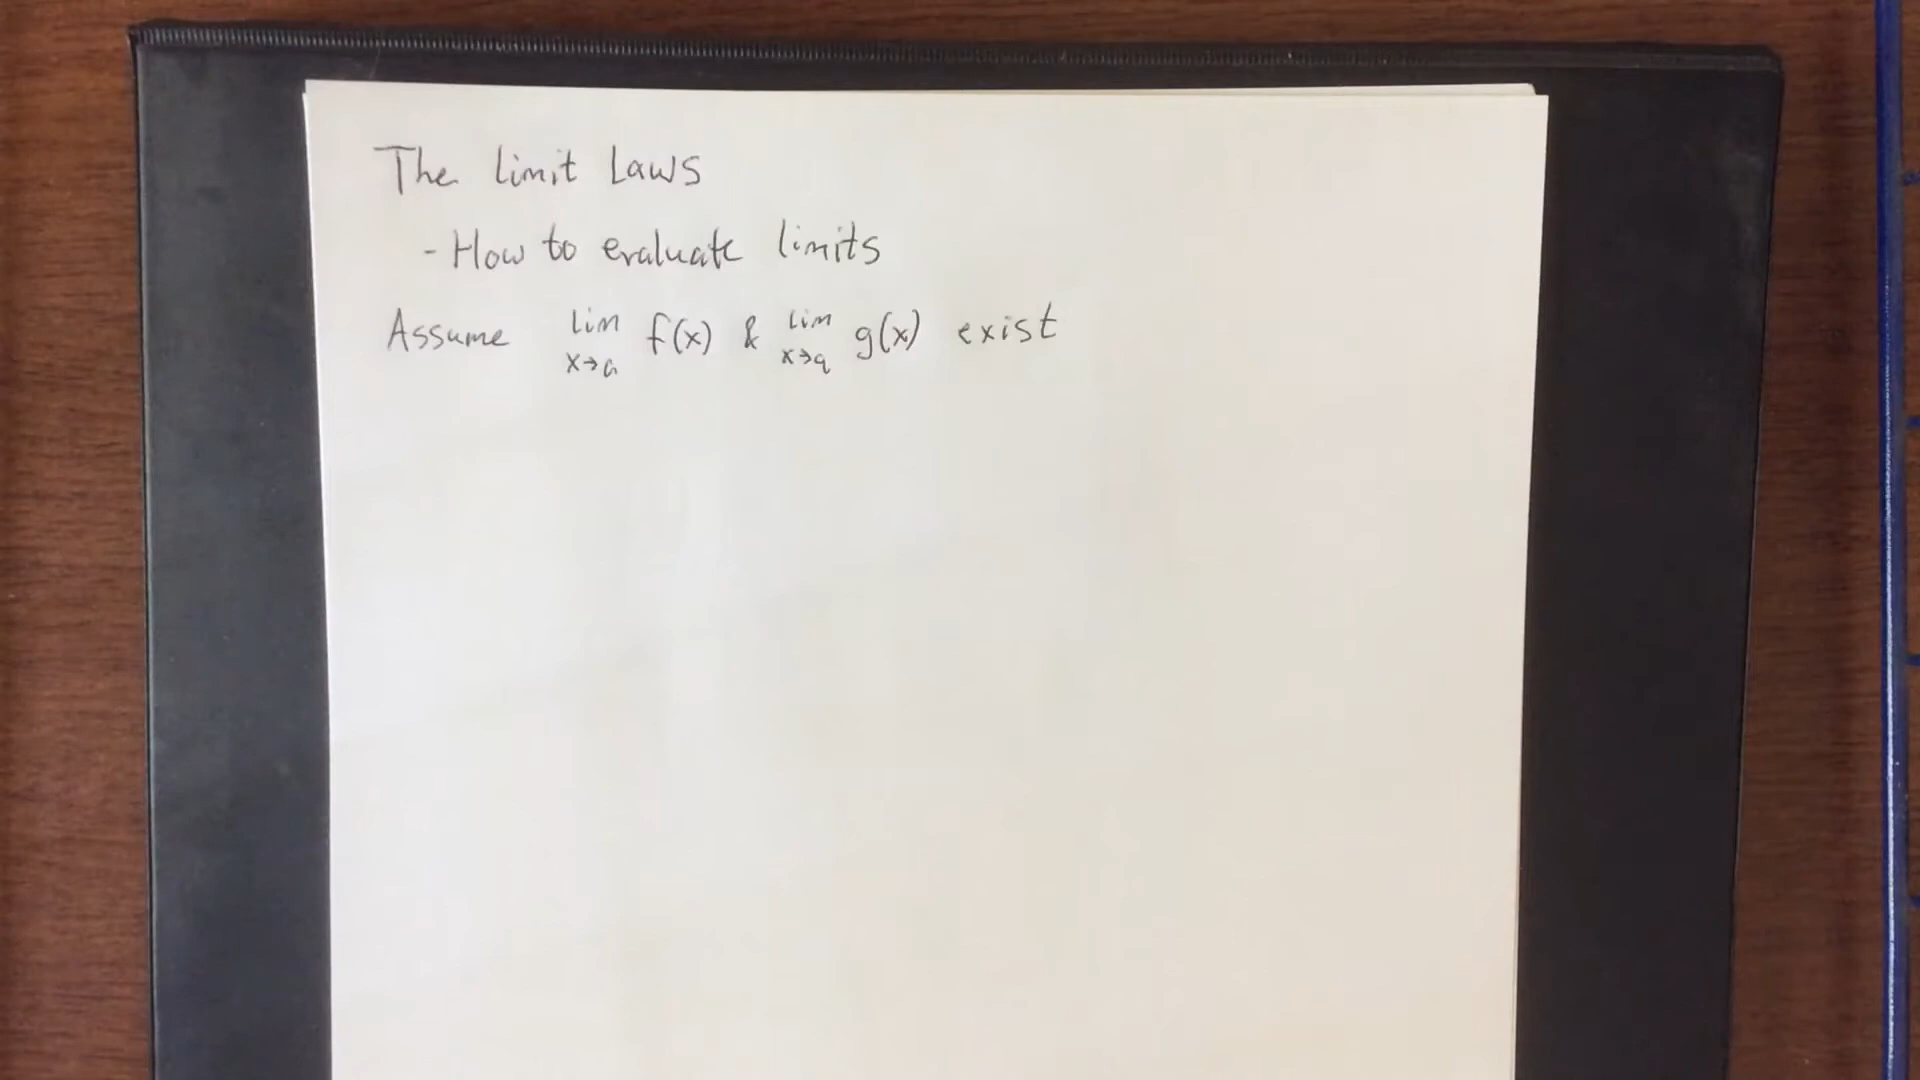 The Limit Laws
- How to evaluate limits
Assume lim x→a f(x) & lim x→a g(x) exist